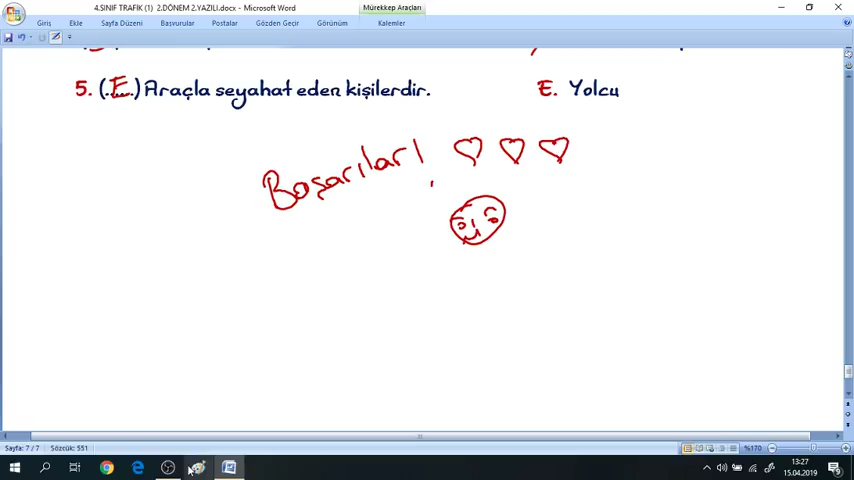 4.SINIF TRAFİK (1) 2.DÖNEM 2.YAZILI.docx - Microsoft Word
Mürekkep Araçları
Giriş Ekle Sayfa Düzeni Başvurular Postalar Gözden Geçir Görünüm Kalemler
5. (.E..) Araçla seyahat eden kişilerdir. E. Yolcu
Başarılar!
Sayfa: 7 / 7 Sözcük: 551 %170
13:27
15.04.2019